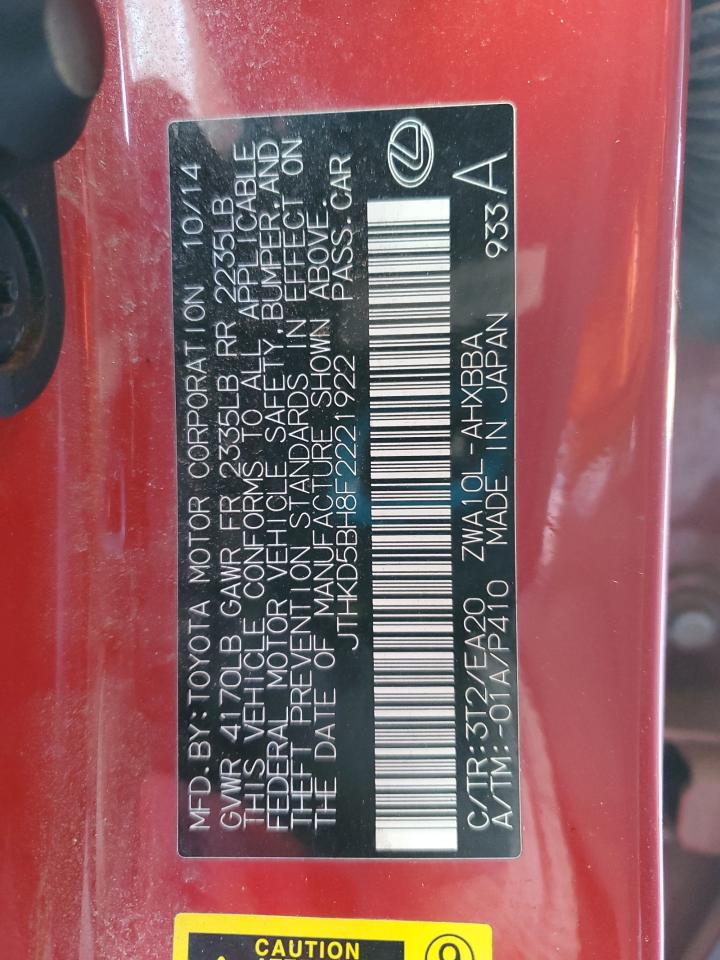 MFD.BY:TOYOTA MOTOR CORPORATION 10/14
GVWR 4170LB GAWR FR 2335LB RR 2235LB
THIS VEHICLE CONFORMS TO ALL APPLICABLE
FEDERAL MOTOR VEHICLE SAFETY,BUMPER,AND
THEFT PREVENTION STANDARDS IN EFFECT ON
THE DATE OF MANUFACTURE SHOWN ABOVE.
JTHKD5BH8F2221922 PASS.CAR
C/TR:3T2/EA20 ZWA10L-AHXBBA
A/TM:-01A/P410 MADE IN JAPAN 933 A
CAUTION